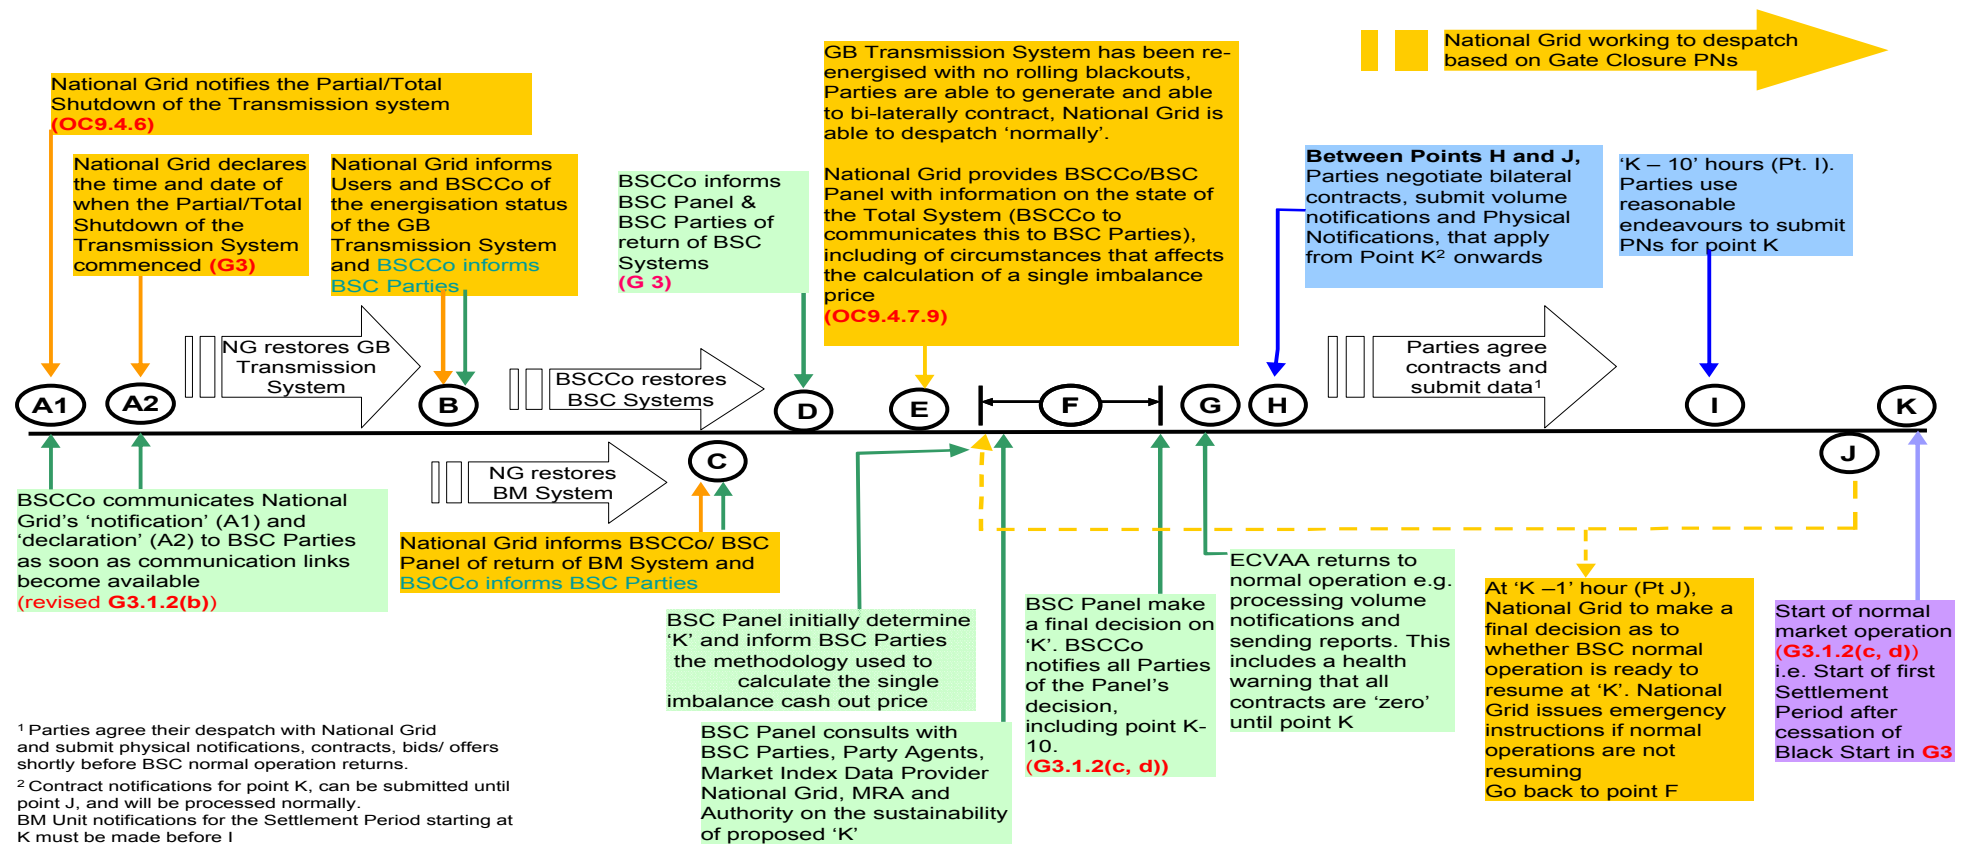 National Grid working to despatch
based on Gate Closure PNs
GB Transmission System has been re-
energised with no rolling blackouts,
Parties are able to generate and able
to bi-laterally contract, National Grid is
able to despatch ‘normally’.
National Grid provides BSCCo/BSC
Panel with information on the state of
the Total System (BSCCo to
communicates this to BSC Parties),
including of circumstances that affects
the calculation of a single imbalance
price
(OC9.4.7.9)
National Grid notifies the Partial/Total
Shutdown of the Transmission system
(OC9.4.6)
National Grid declares
the time and date of
when the Partial/Total
Shutdown of the
Transmission System
commenced (G3)
National Grid informs
Users and BSCCo of
the energisation status
of the GB
Transmission System
and BSCCo informs
BSC Parties
BSCCo informs
BSC Panel &
BSC Parties of
return of BSC
Systems
(G 3)
Between Points H and J,
Parties negotiate bilateral
contracts, submit volume
notifications and Physical
Notifications, that apply
from Point K2 onwards
‘K – 10’ hours (Pt. I).
Parties use
reasonable
endeavours to submit
PNs for point K
NG restores GB
Transmission
System
BSCCo restores
BSC Systems
Parties agree
contracts and
submit data1
A1
A2
B
D
E
F
G
H
I
K
NG restores
BM System
C
J
BSCCo communicates National
Grid’s ‘notification’ (A1) and
‘declaration’ (A2) to BSC Parties
as soon as communication links
become available
(revised G3.1.2(b))
National Grid informs BSCCo/ BSC
Panel of return of BM System and
BSCCo informs BSC Parties
BSC Panel initially determine
‘K’ and inform BSC Parties
the methodology used to
calculate the single
imbalance cash out price
BSC Panel consults with
BSC Parties, Party Agents,
Market Index Data Provider
National Grid, MRA and
Authority on the sustainability
of proposed ‘K’
BSC Panel make
a final decision on
‘K’. BSCCo
notifies all Parties
of the Panel’s
decision,
including point K-
10.
(G3.1.2(c, d))
ECVAA returns to
normal operation e.g.
processing volume
notifications and
sending reports. This
includes a health
warning that all
contracts are ‘zero’
until point K
At ‘K –1’ hour (Pt J),
National Grid to make a
final decision as to
whether BSC normal
operation is ready to
resume at ‘K’. National
Grid issues emergency
instructions if normal
operations are not
resuming
Go back to point F
Start of normal
market operation
(G3.1.2(c, d))
i.e. Start of first
Settlement
Period after
cessation of
Black Start in G3
1 Parties agree their despatch with National Grid
and submit physical notifications, contracts, bids/ offers
shortly before BSC normal operation returns.
2 Contract notifications for point K, can be submitted until
point J, and will be processed normally.
BM Unit notifications for the Settlement Period starting at
K must be made before I